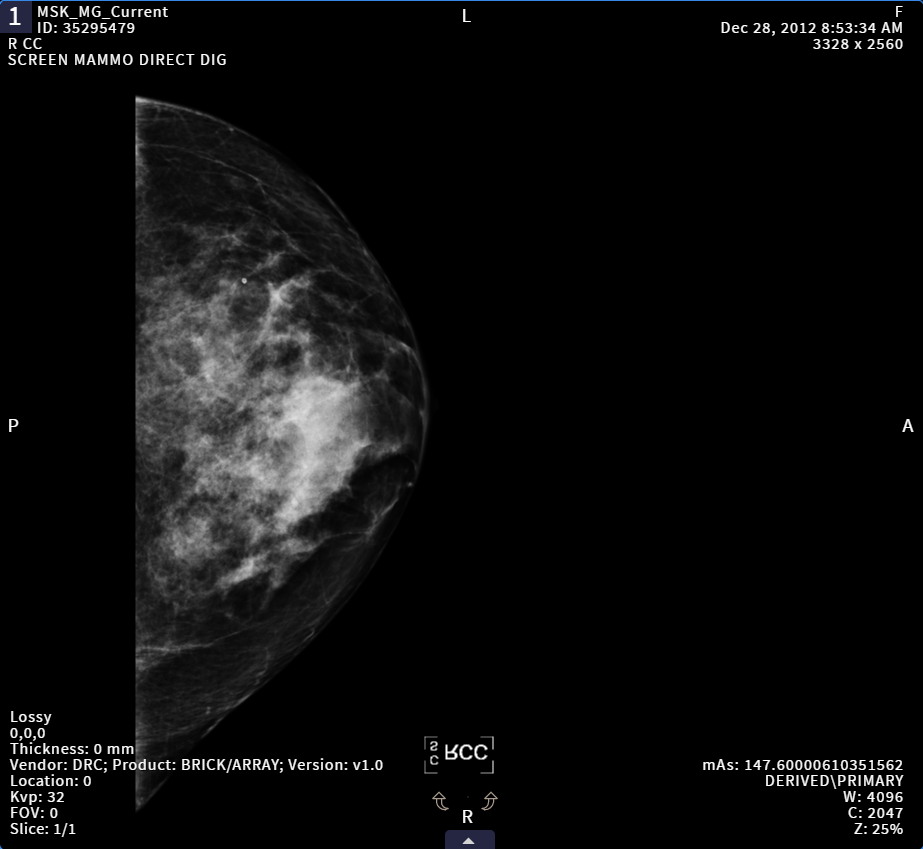 1
MSK_MG_Current
ID: 35295479
R CC
SCREEN MAMMO DIRECT DIG
L
F
Dec 28, 2012 8:53:34 AM
3328 x 2560
P
A
Lossy
0,0,0
Thickness: 0 mm
Vendor: DRC; Product: BRICK/ARRAY; Version: v1.0
Location: 0
Kvp: 32
FOV: 0
Slice: 1/1
RCC
S
C
R
mAs: 147.60000610351562
DERIVED\PRIMARY
W: 4096
C: 2047
Z: 25%